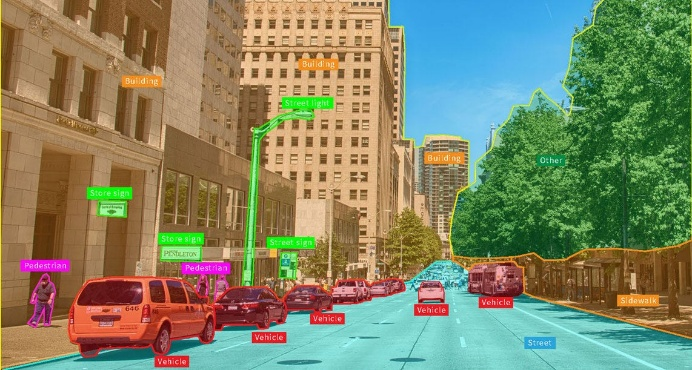 Building
Building
Street light
Building
Other
Store sign
Store sign
PENDLETON
Street sign
Pedestrian
Pedestrian
646
Vehicle
Vehicle
Vehicle
Vehicle
Vehicle
Sidewalk
Street